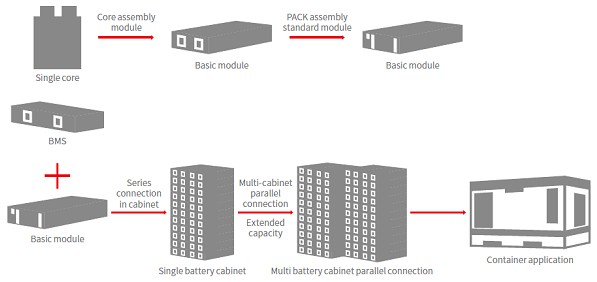 Core assembly
module
PACK assembly
standard module
Single core
Basic module
Basic module
BMS
Series
connection
in cabinet
Multi-cabinet
parallel
connection
Extended
capacity
Basic module
Single battery cabinet
Multi battery cabinet parallel connection
Container application